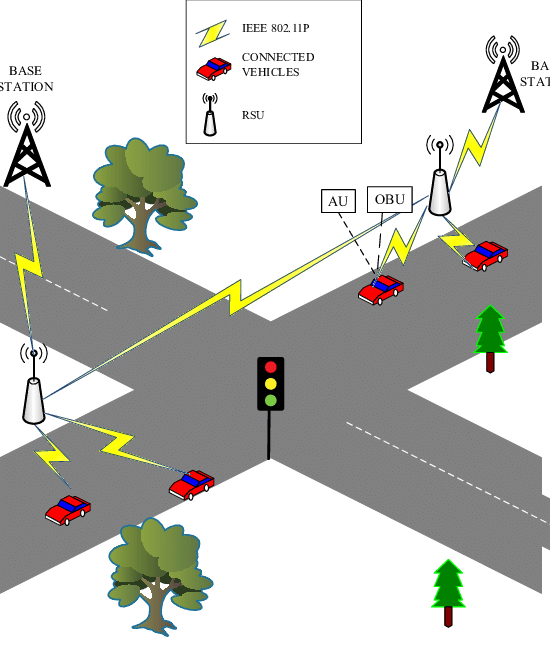 IEEE 802.11P
CONNECTED
VEHICLES
RSU
BASE
STATION
BA
STAT
AU
OBU